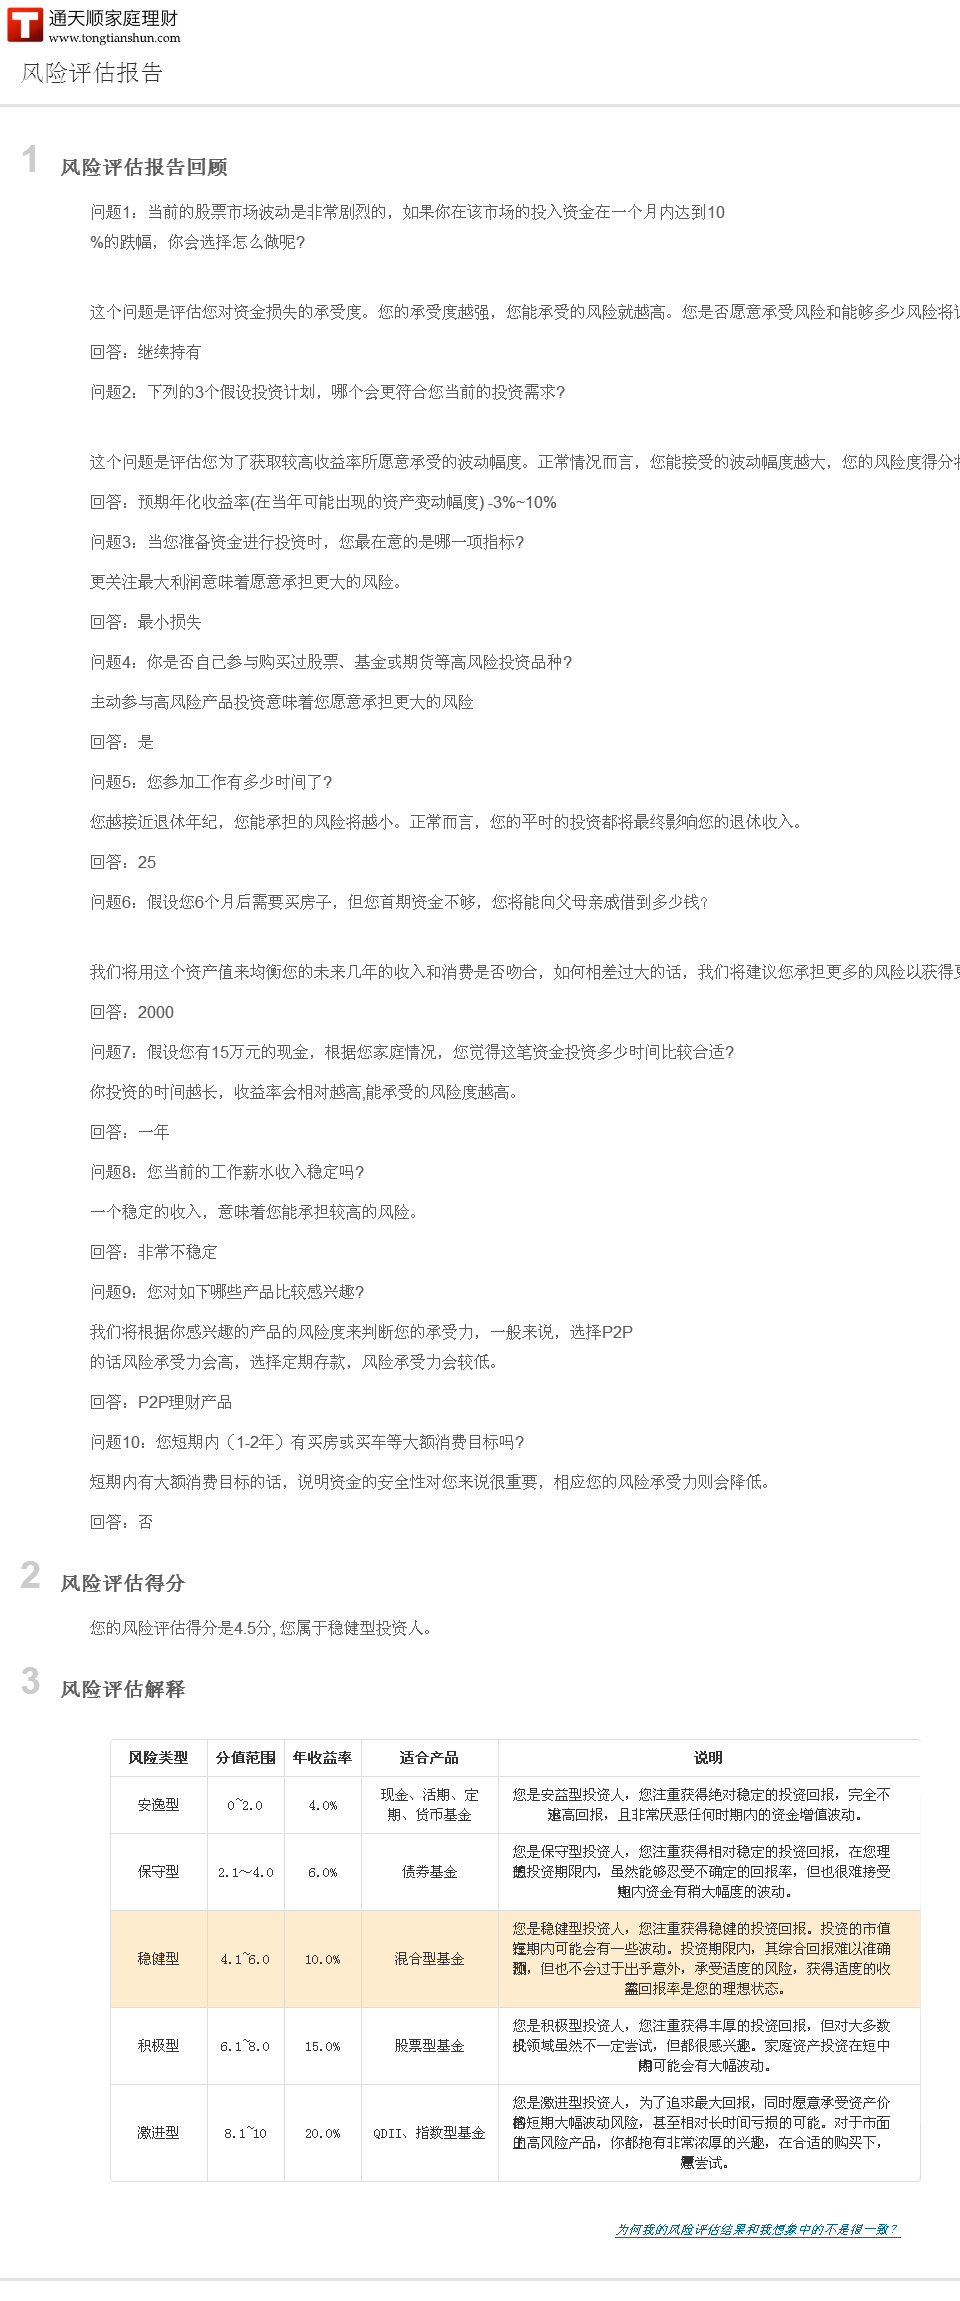 通天顺家庭理财
www.tongtianshun.com
风险评估报告
1 风险评估报告回顾
问题1：当前的股票市场波动是非常剧烈的，如果你在该市场的投入资金在一个月内达到10
%的跌幅，你会选择怎么做呢?
这个问题是评估您对资金损失的承受度。您的承受度越强，您能承受的风险就越高。您是否愿意承受风险和能够多少风险将
回答：继续持有
问题2：下列的3个假设投资计划，哪个会更符合您当前的投资需求?
这个问题是评估您为了获取较高收益率所愿意承受的波动幅度。正常情况而言，您能接受的波动幅度越大，您的风险度得分
回答：预期年化收益率(在当年可能出现的资产变动幅度) -3%~10%
问题3：当您准备资金进行投资时，您最在意的是哪一项指标?
更关注最大利润意味着愿意承担更大的风险。
回答：最小损失
问题4：你是否自己参与购买过股票、基金或期货等高风险投资品种?
主动参与高风险产品投资意味着您愿意承担更大的风险
回答：是
问题5：您参加工作有多少时间了?
您越接近退休年纪，您能承担的风险将越小。正常而言，您的平时的投资都将最终影响您的退休收入。
回答：25
问题6：假设您6个月后需要买房子，但您首期资金不够，您将能向父母亲戚借到多少钱?
我们将用这个资产值来均衡您的未来几年的收入和消费是否吻合，如何相差过大的话，我们将建议您承担更多的风险以获得
回答：2000
问题7：假设您有15万元的现金，根据您家庭情况，您觉得这笔资金投资多少时间比较合适?
你投资的时间越长，收益率会相对越高,能承受的风险度越高。
回答：一年
问题8：您当前的工作薪水收入稳定吗?
一个稳定的收入，意味着您能承担较高的风险。
回答：非常不稳定
问题9：您对如下哪些产品比较感兴趣?
我们将根据你感兴趣的产品的风险度来判断您的承受力，一般来说，选择P2P
的话风险承受力会高，选择定期存款，风险承受力会较低。
回答：P2P理财产品
问题10：您短期内（1-2年）有买房或买车等大额消费目标吗?
短期内有大额消费目标的话，说明资金的安全性对您来说很重要，相应您的风险承受力则会降低。
回答：否
2 风险评估得分
您的风险评估得分是4.5分, 您属于稳健型投资人。
3 风险评估解释
风险类型 分值范围 年收益率 适合产品 说明
安逸型 0~2.0 4.0% 现金、活期、定
期、货币基金
您是安益型投资人，您注重获得绝对稳定的投资回报，完全不
追高回报，且非常厌恶任何时期内的资金增值波动。
保守型 2.1～4.0 6.0% 债券基金
您是保守型投资人，您注重获得相对稳定的投资回报，在您理
投资期限内，虽然能够忍受不确定的回报率，但也很难接受
内资金有稍大幅度的波动。
稳健型 4.1~6.0 10.0% 混合型基金
您是稳健型投资人，您注重获得稳健的投资回报。投资的市值
期内可能会有一些波动。投资期限内，其综合回报难以准确
，但也不会过于出乎意外，承受适度的风险，获得适度的收
回报率是您的理想状态。
积极型 6.1~8.0 15.0% 股票型基金
您是积极型投资人，您注重获得丰厚的投资回报，但对大多数
领域虽然不一定尝试，但都很感兴趣。家庭资产投资在短中
可能会有大幅波动。
激进型 8.1~10 20.0% QDII、指数型基金
您是激进型投资人，为了追求最大回报，同时愿意承受资产价
短期大幅波动风险，甚至相对长时间亏损的可能。对于市面
高风险产品，你都抱有非常浓厚的兴趣，在合适的购买下，
尝试。
为何我的风险评估结果和我想象中的不是很一致？